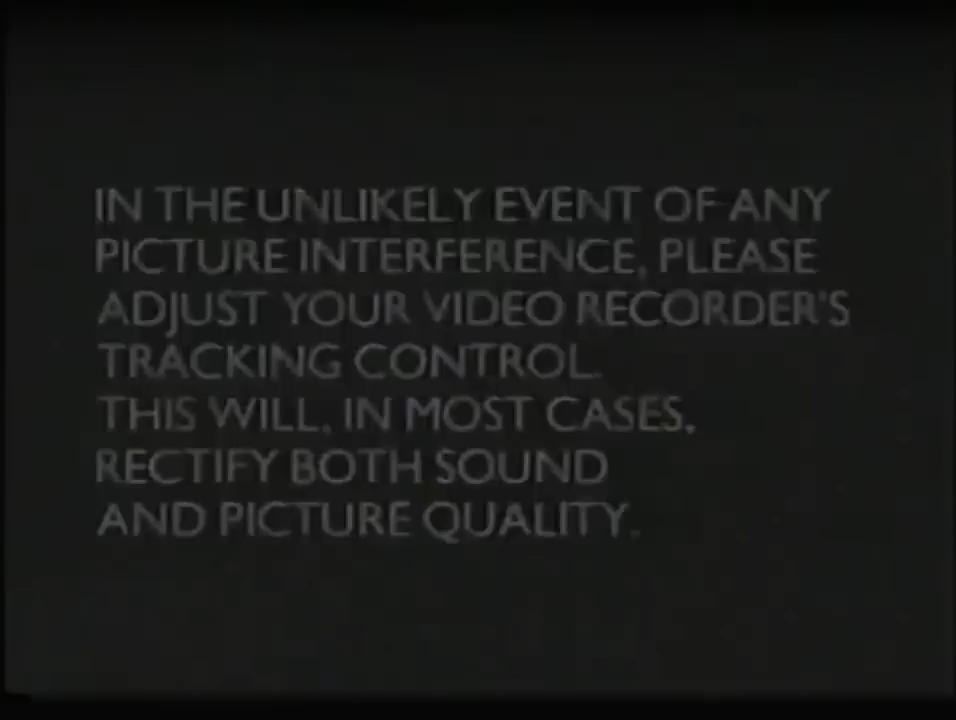 IN THE UNLIKELY EVENT OF ANY
PICTURE INTERFERENCE, PLEASE
ADJUST YOUR VIDEO RECORDER'S
TRACKING CONTROL.
THIS WILL, IN MOST CASES,
RECTIFY BOTH SOUND
AND PICTURE QUALITY.